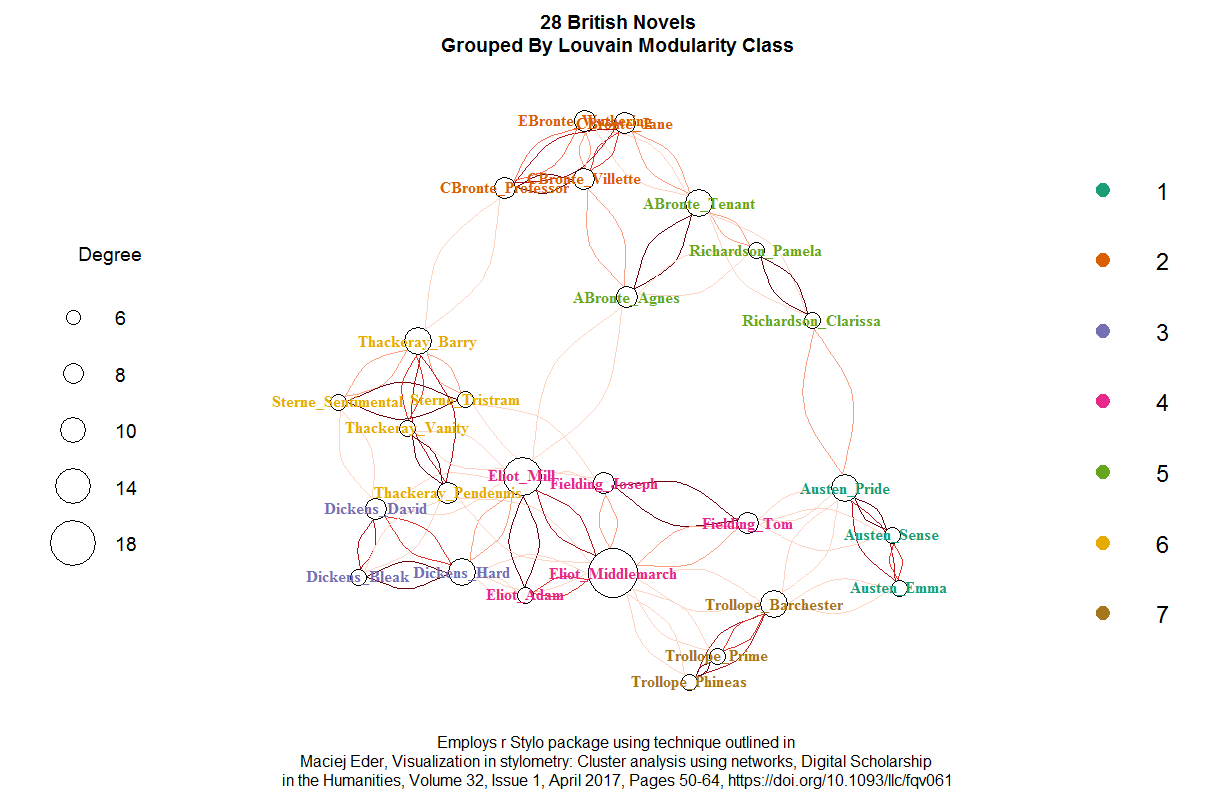 28 British Novels
Grouped By Louvain Modularity Class
EBronte_Wuthering
CBronte_Jane
CBronte_Villette
CBronte_Professor
ABronte_Tenant
Richardson_Pamela
ABronte_Agnes
Richardson_Clarissa
Thackeray_Barry
Sterne_Sentimental
Sterne_Tristram
Thackeray_Vanity
Eliot_Mill
Fielding_Joseph
Thackeray_Pendennis
Austen_Pride
Dickens_David
Fielding_Tom
Austen_Sense
Dickens_Bleak
Dickens_Hard
Eliot_Middlemarch
Eliot_Adam
Austen_Emma
Trollope_Barchester
Trollope_Prime
Trollope_Phineas
Degree
6
8
10
14
18
1
2
3
4
5
6
7
Employs r Stylo package using technique outlined in
Maciej Eder, Visualization in stylometry: Cluster analysis using networks, Digital Scholarship
in the Humanities, Volume 32, Issue 1, April 2017, Pages 50-64, https://doi.org/10.1093/llc/fqv061